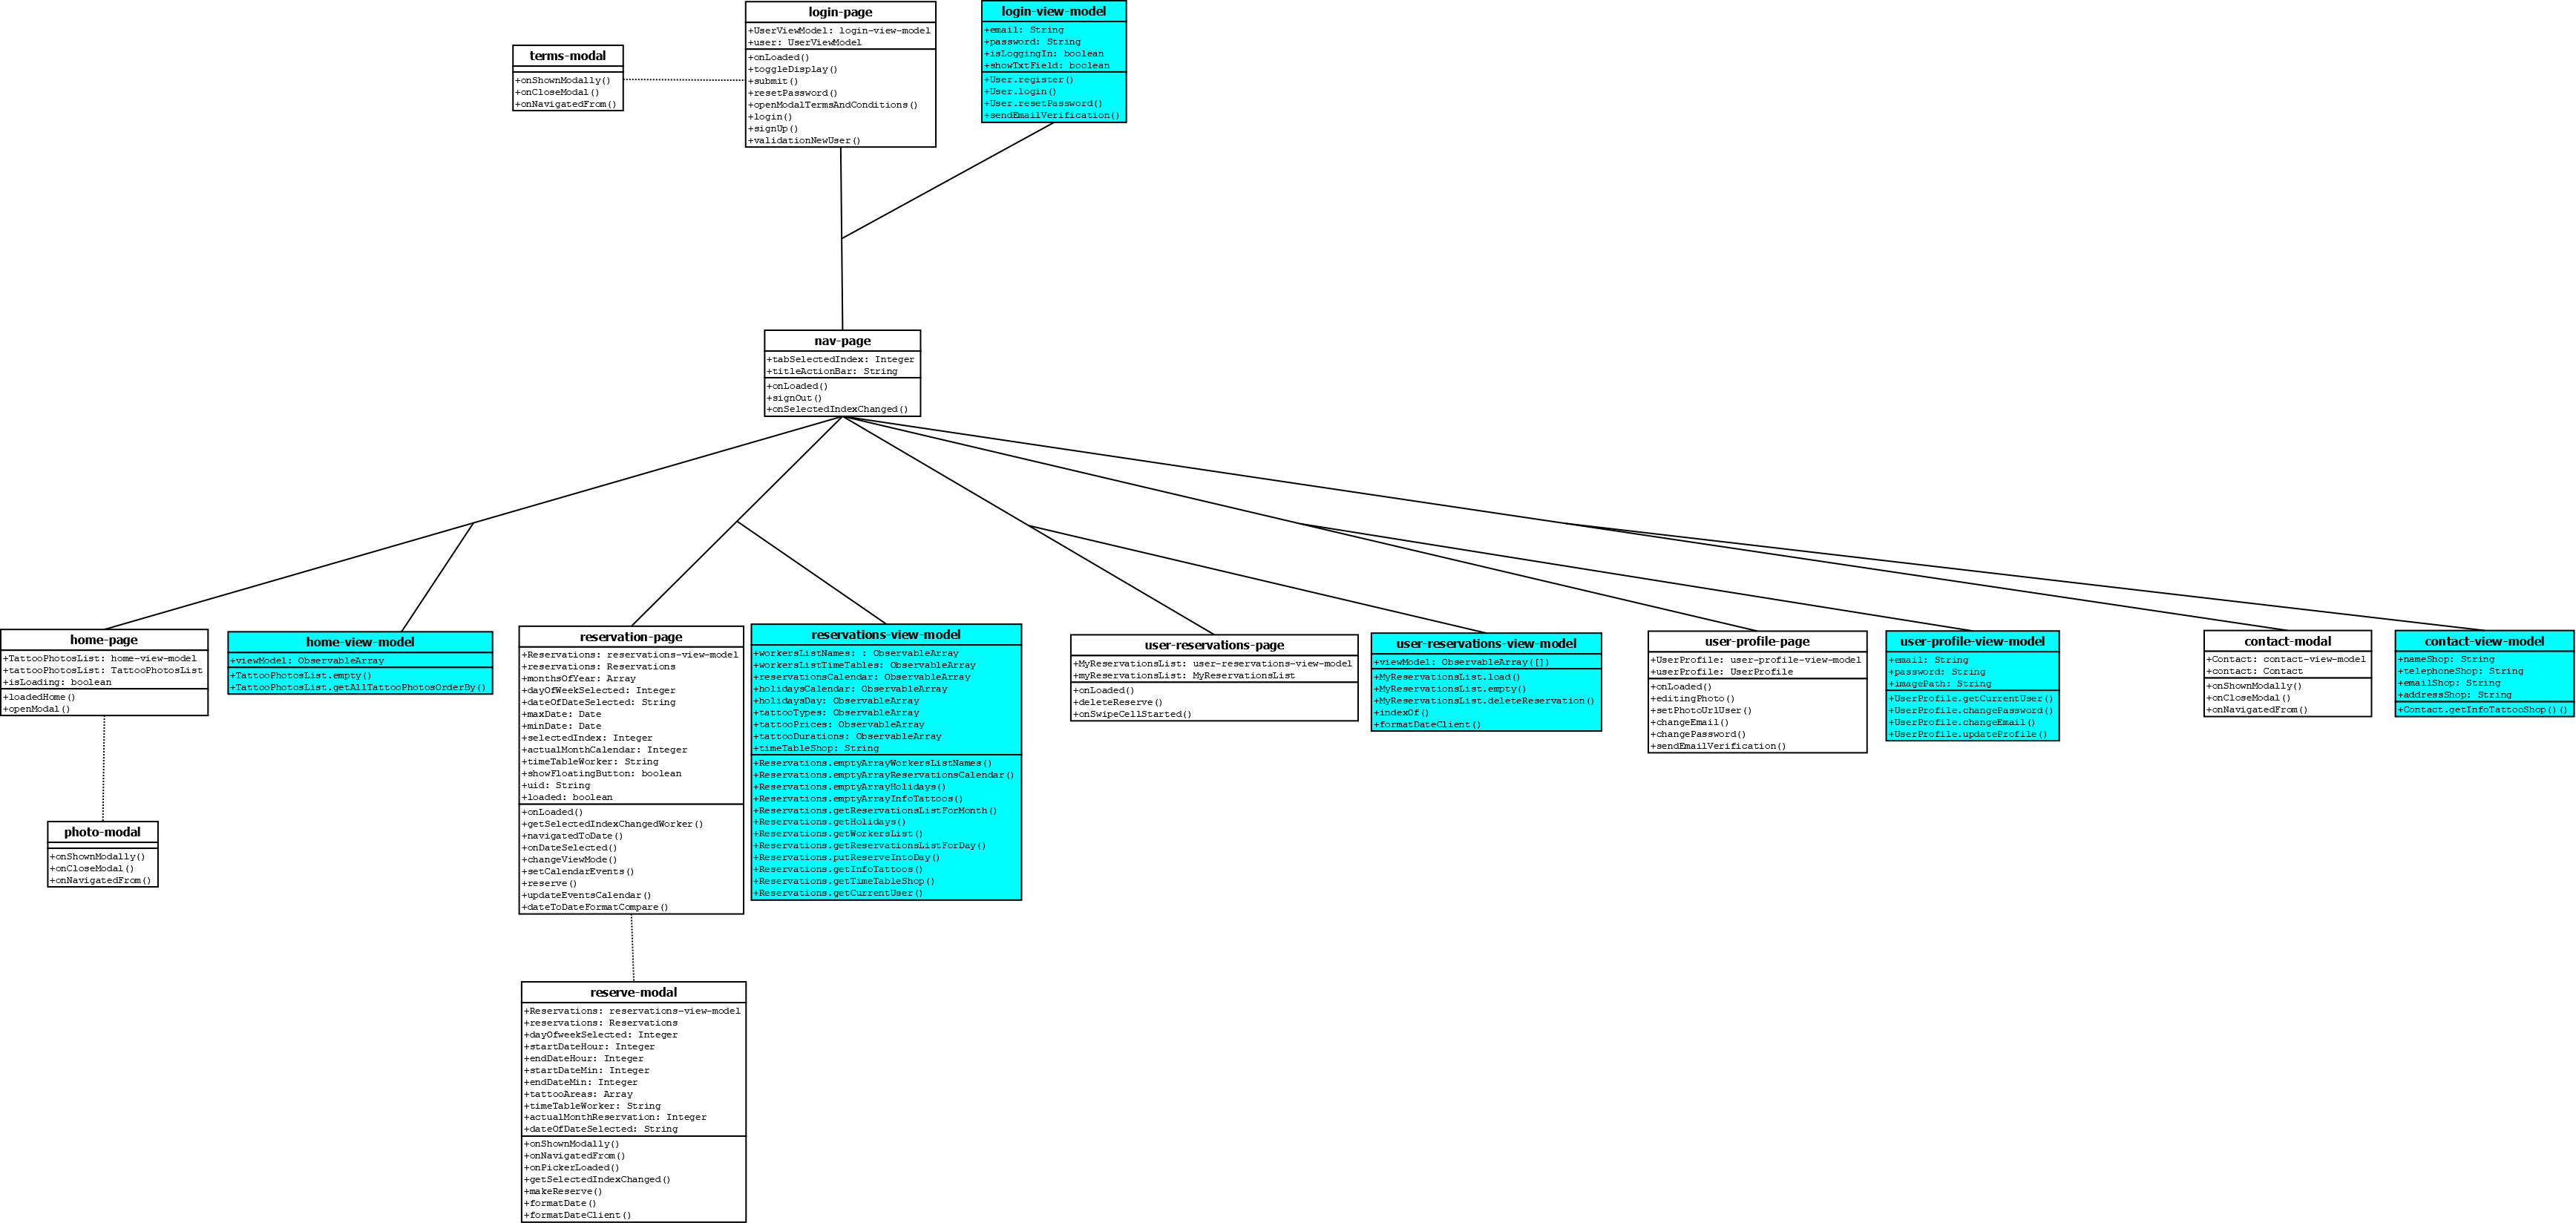 login-page
+UserViewModel: login-view-model
+user: UserViewModel
+onLoaded()
+toggleDisplay()
+submit()
+resetPassword()
+openModalTermsAndConditions()
+login()
+signUp()
+validationNewUser()
login-view-model
+email: String
+password: String
+isLoggingIn: boolean
+showTxtField: boolean
+User.register()
+User.login()
+User.resetPassword()
+sendEmailVerification()
terms-modal
+onShownModally()
+onCloseModal()
+onNavigatedFrom()
nav-page
+tabSelectedIndex: Integer
+titleActionBar: String
+onLoaded()
+signOut()
+onSelectedIndexChanged()
home-page
+TattooPhotosList: home-view-model
+tattooPhotosList: TattooPhotosList
+isLoading: boolean
+loadedHome()
+openModal()
home-view-model
+viewModel: ObservableArray
+TattooPhotosList.empty()
+TattooPhotosList.getAllTattooPhotosOrderBy()
reservation-page
+Reservations: reservations-view-model
+reservations: Reservations
+monthsOfYear: Array
+dayOfWeekSelected: Integer
+dateOfDateSelected: String
+maxDate: Date
+minDate: Date
+selectedIndex: Integer
+actualMonthCalendar: Integer
+timeTableWorker: String
+showFloatingButton: boolean
+uid: String
+loaded: boolean
+onLoaded()
+getSelectedIndexChangedWorker()
+navigatedToDate()
+onDateSelected()
+changeViewMode()
+setCalendarEvents()
+reserve()
+updateEventsCalendar()
+dateToDateFormatCompare()
reservations-view-model
+workersListNames: : ObservableArray
+workersListTimeTables: ObservableArray
+reservationsCalendar: ObservableArray
+holidaysCalendar: ObservableArray
+holidaysDay: ObservableArray
+tattooTypes: ObservableArray
+tattooPrices: ObservableArray
+tattooDurations: ObservableArray
+timeTableShop: String
+Reservations.emptyArrayWorkersListNames()
+Reservations.emptyArrayReservationsCalendar()
+Reservations.emptyArrayHolidays()
+Reservations.emptyArrayInfoTattoos()
+Reservations.getReservationsListForMonth()
+Reservations.getHolidays()
+Reservations.getWorkersList()
+Reservations.getReservationsListForDay()
+Reservations.putReserveIntoDay()
+Reservations.getInfoTattoos()
+Reservations.getTimeTableShop()
+Reservations.getCurrentUser()
user-reservations-page
+MyReservationsList: user-reservations-view-model
+myReservationsList: MyReservationsList
+onLoaded()
+deleteReserve()
+onSwipeCellStarted()
user-reservations-view-model
+viewModel: ObservableArray([])
+MyReservationsList.load()
+MyReservationsList.empty()
+MyReservationsList.deleteReservation()
+indexOf()
+formatDateClient()
user-profile-page
+UserProfile: user-profile-view-model
+userProfile: UserProfile
+onLoaded()
+editingPhoto()
+setPhotoUrlUser()
+changeEmail()
+changePassword()
+sendEmailVerification()
user-profile-view-model
+email: String
+password: String
+imagePath: String
+UserProfile.getCurrentUser()
+UserProfile.changePassword()
+UserProfile.changeEmail()
+UserProfile.updateProfile()
contact-modal
+Contact: contact-view-model
+contact: Contact
+onShownModally()
+onCloseModal()
+onNavigatedFrom()
contact-view-model
+nameShop: String
+telephoneShop: String
+emailShop: String
+addressShop: String
+Contact.getInfoTattooShop()()
photo-modal
+onShownModally()
+onCloseModal()
+onNavigatedFrom()
reserve-modal
+Reservations: reservations-view-model
+reservations: Reservations
+dayOfweekSelected: Integer
+startDateHour: Integer
+endDateHour: Integer
+startDateMin: Integer
+endDateMin: Integer
+tattooAreas: Array
+timeTableWorker: String
+actualMonthReservation: Integer
+dateOfDateSelected: String
+onShownModally()
+onNavigatedFrom()
+onPickerLoaded()
+getSelectedIndexChanged()
+makeReserve()
+formatDate()
+formatDateClient()